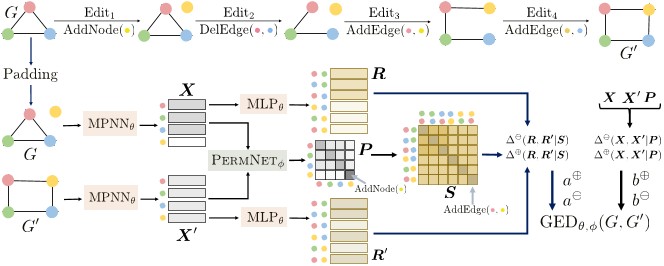 G
Edit1
AddNode(•)
Edit2
DelEdge(•,•)
Edit3
AddEdge(•,•)
Edit4
AddEdge(•,•)
G′
Padding
G
MPNNθ
X
MLPθ
R
PERMNETϕ
P
AddNode(•)
S
AddEdge(•,•)
G′
MPNNθ
X′
MLPθ
R′
X X′ P
Δ⊖(R, R′|S)
Δ⊕(R, R′|S)
Δ⊖(X, X′|P)
Δ⊕(X, X′|P)
a⊕
a⊖
b⊕
b⊖
GEDθ,ϕ(G, G′)